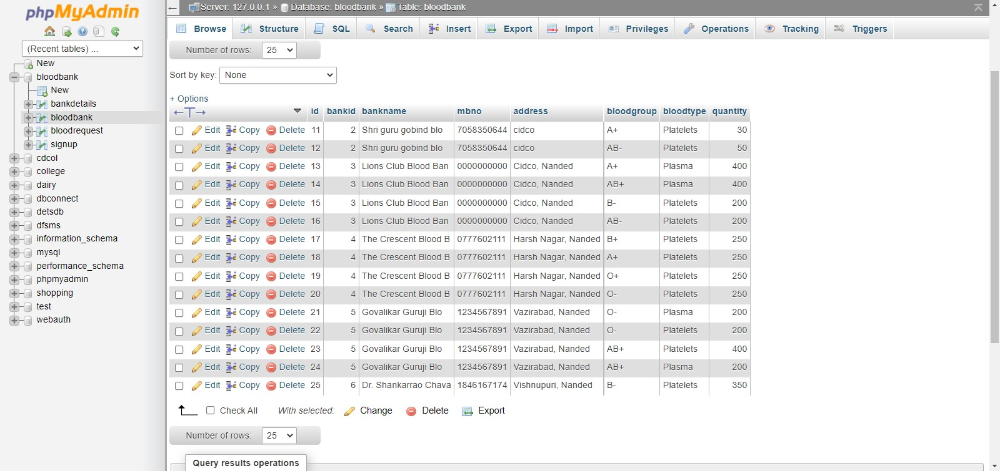 phpMyAdmin
(Recent tables) ...
New
bloodbank
New
bankdetails
bloodbank
bloodrequest
signup
cdcol
college
dairy
dbconnect
detsdb
dfsms
information_schema
mysql
performance_schema
phpmyadmin
shopping
test
webauth
Server: 127.0.0.1 » Database: bloodbank » Table: bloodbank
Browse Structure SQL Search Insert Export Import Privileges Operations Tracking Triggers
Number of rows: 25
Sort by key: None
+ Options
←T→ id bankid bankname mbno address bloodgroup bloodtype quantity
Edit Copy Delete 11 2 Shri guru gobind blo 7058350644 cidco A+ Platelets 30
Edit Copy Delete 12 2 Shri guru gobind blo 7058350644 cidco AB- Platelets 50
Edit Copy Delete 13 3 Lions Club Blood Ban 0000000000 Cidco, Nanded A+ Plasma 400
Edit Copy Delete 14 3 Lions Club Blood Ban 0000000000 Cidco, Nanded AB+ Plasma 400
Edit Copy Delete 15 3 Lions Club Blood Ban 0000000000 Cidco, Nanded B- Platelets 200
Edit Copy Delete 16 3 Lions Club Blood Ban 0000000000 Cidco, Nanded AB- Platelets 200
Edit Copy Delete 17 4 The Crescent Blood B 0777602111 Harsh Nagar, Nanded B+ Platelets 250
Edit Copy Delete 18 4 The Crescent Blood B 0777602111 Harsh Nagar, Nanded A+ Platelets 250
Edit Copy Delete 19 4 The Crescent Blood B 0777602111 Harsh Nagar, Nanded O+ Platelets 250
Edit Copy Delete 20 4 The Crescent Blood B 0777602111 Harsh Nagar, Nanded O- Platelets 250
Edit Copy Delete 21 5 Govalikar Guruji Blo 1234567891 Vazirabad, Nanded O- Plasma 200
Edit Copy Delete 22 5 Govalikar Guruji Blo 1234567891 Vazirabad, Nanded O- Platelets 200
Edit Copy Delete 23 5 Govalikar Guruji Blo 1234567891 Vazirabad, Nanded AB+ Platelets 400
Edit Copy Delete 24 5 Govalikar Guruji Blo 1234567891 Vazirabad, Nanded AB+ Plasma 200
Edit Copy Delete 25 6 Dr. Shankarrao Chava 1846167174 Vishnupuri, Nanded B- Platelets 350
Check All With selected: Change Delete Export
Number of rows: 25
Query results operations